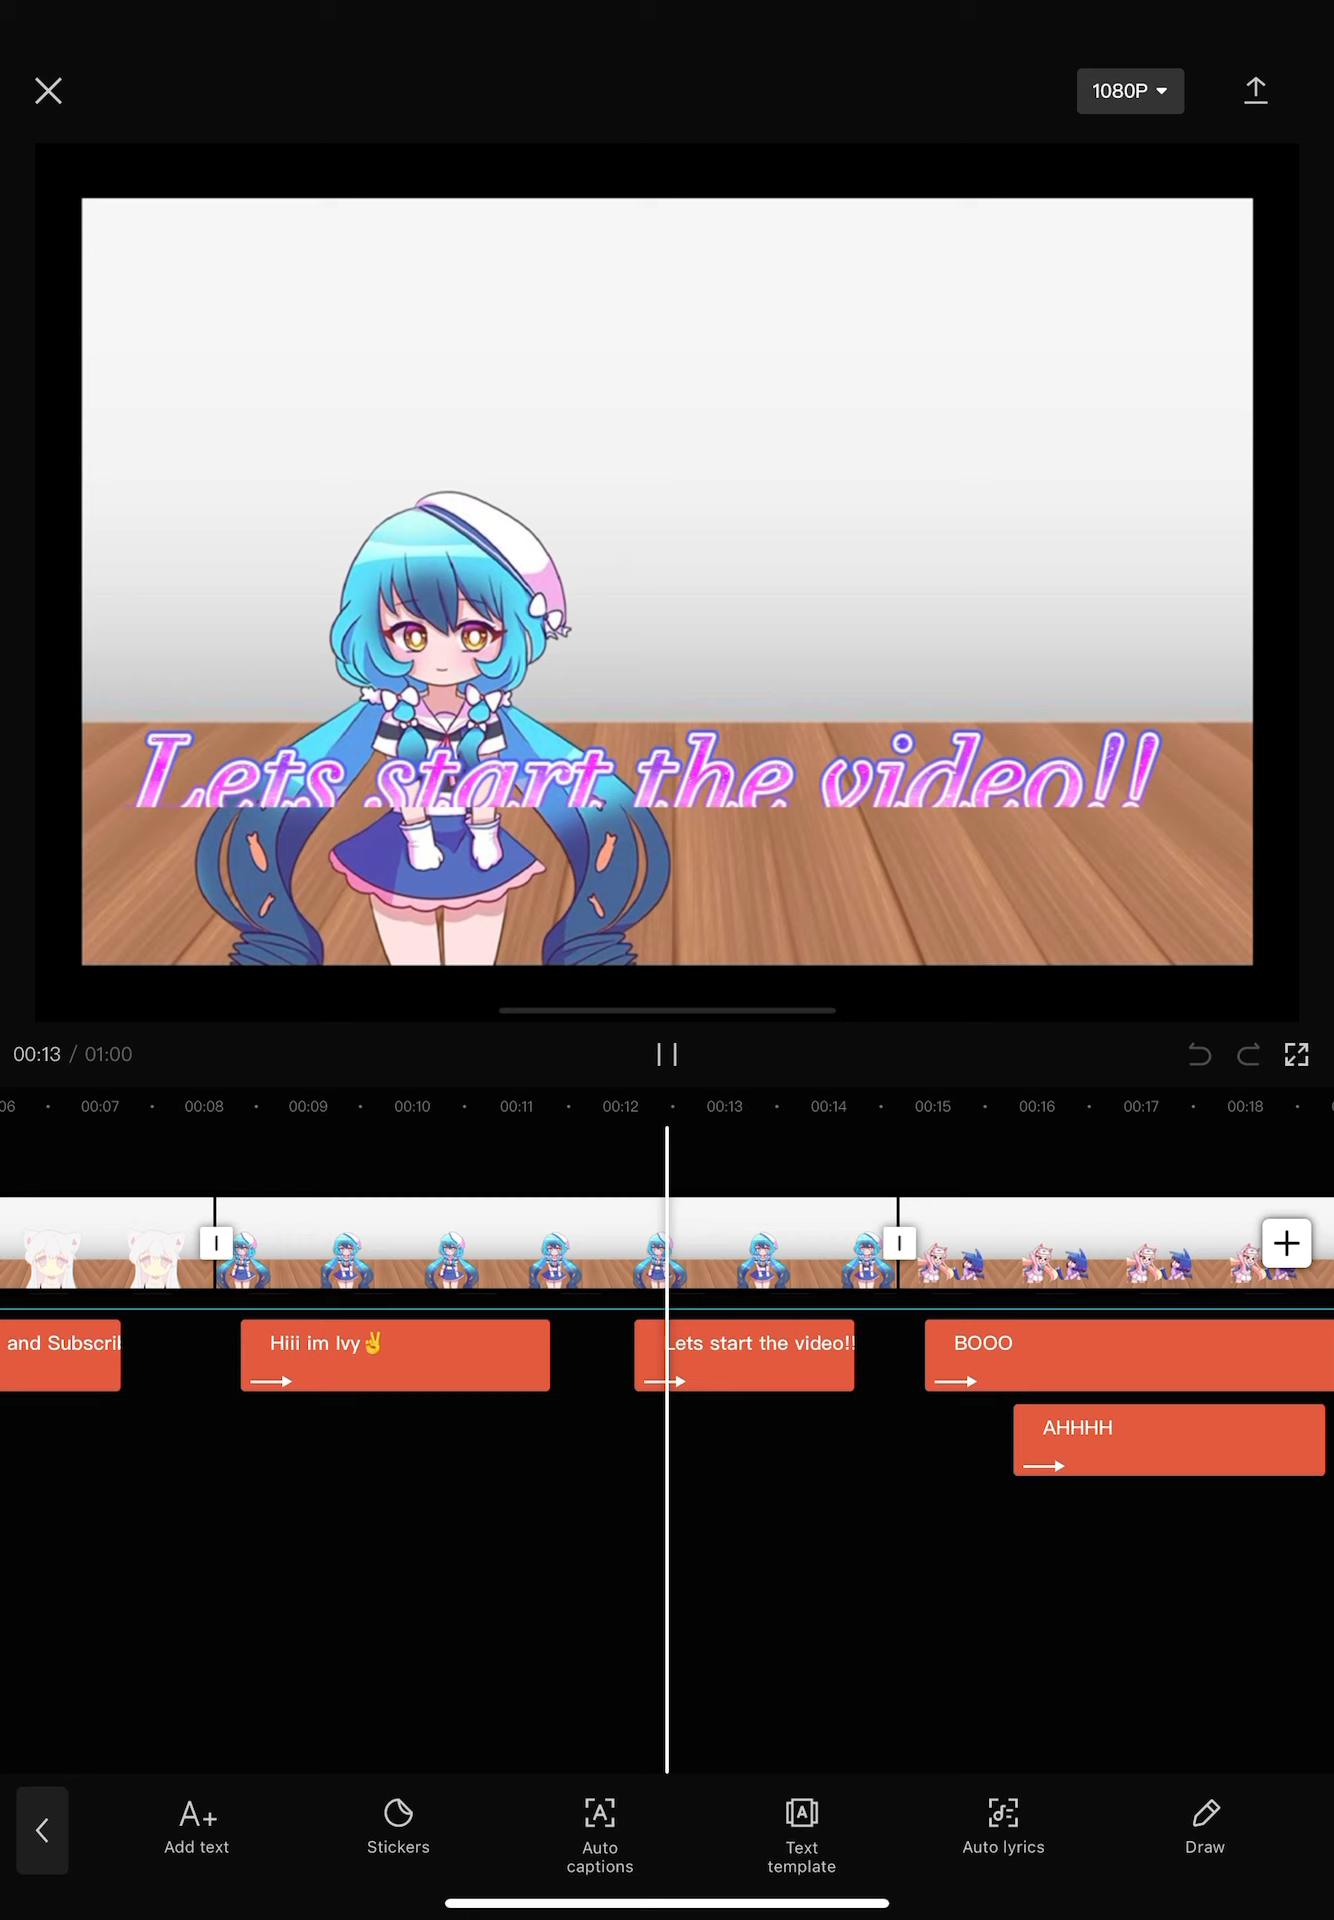 1080P
Lets start the video!!
00:13 / 01:00
06 00:07 00:08 00:09 00:10 00:11 00:12 00:13 00:14 00:15 00:16 00:17 00:18
and Subscri
Hiii im Ivy✌️
Lets start the video!!
BOOO
AHHHH
A+
Add text
Stickers
A
Auto
captions
A
Text
template
Auto lyrics
Draw